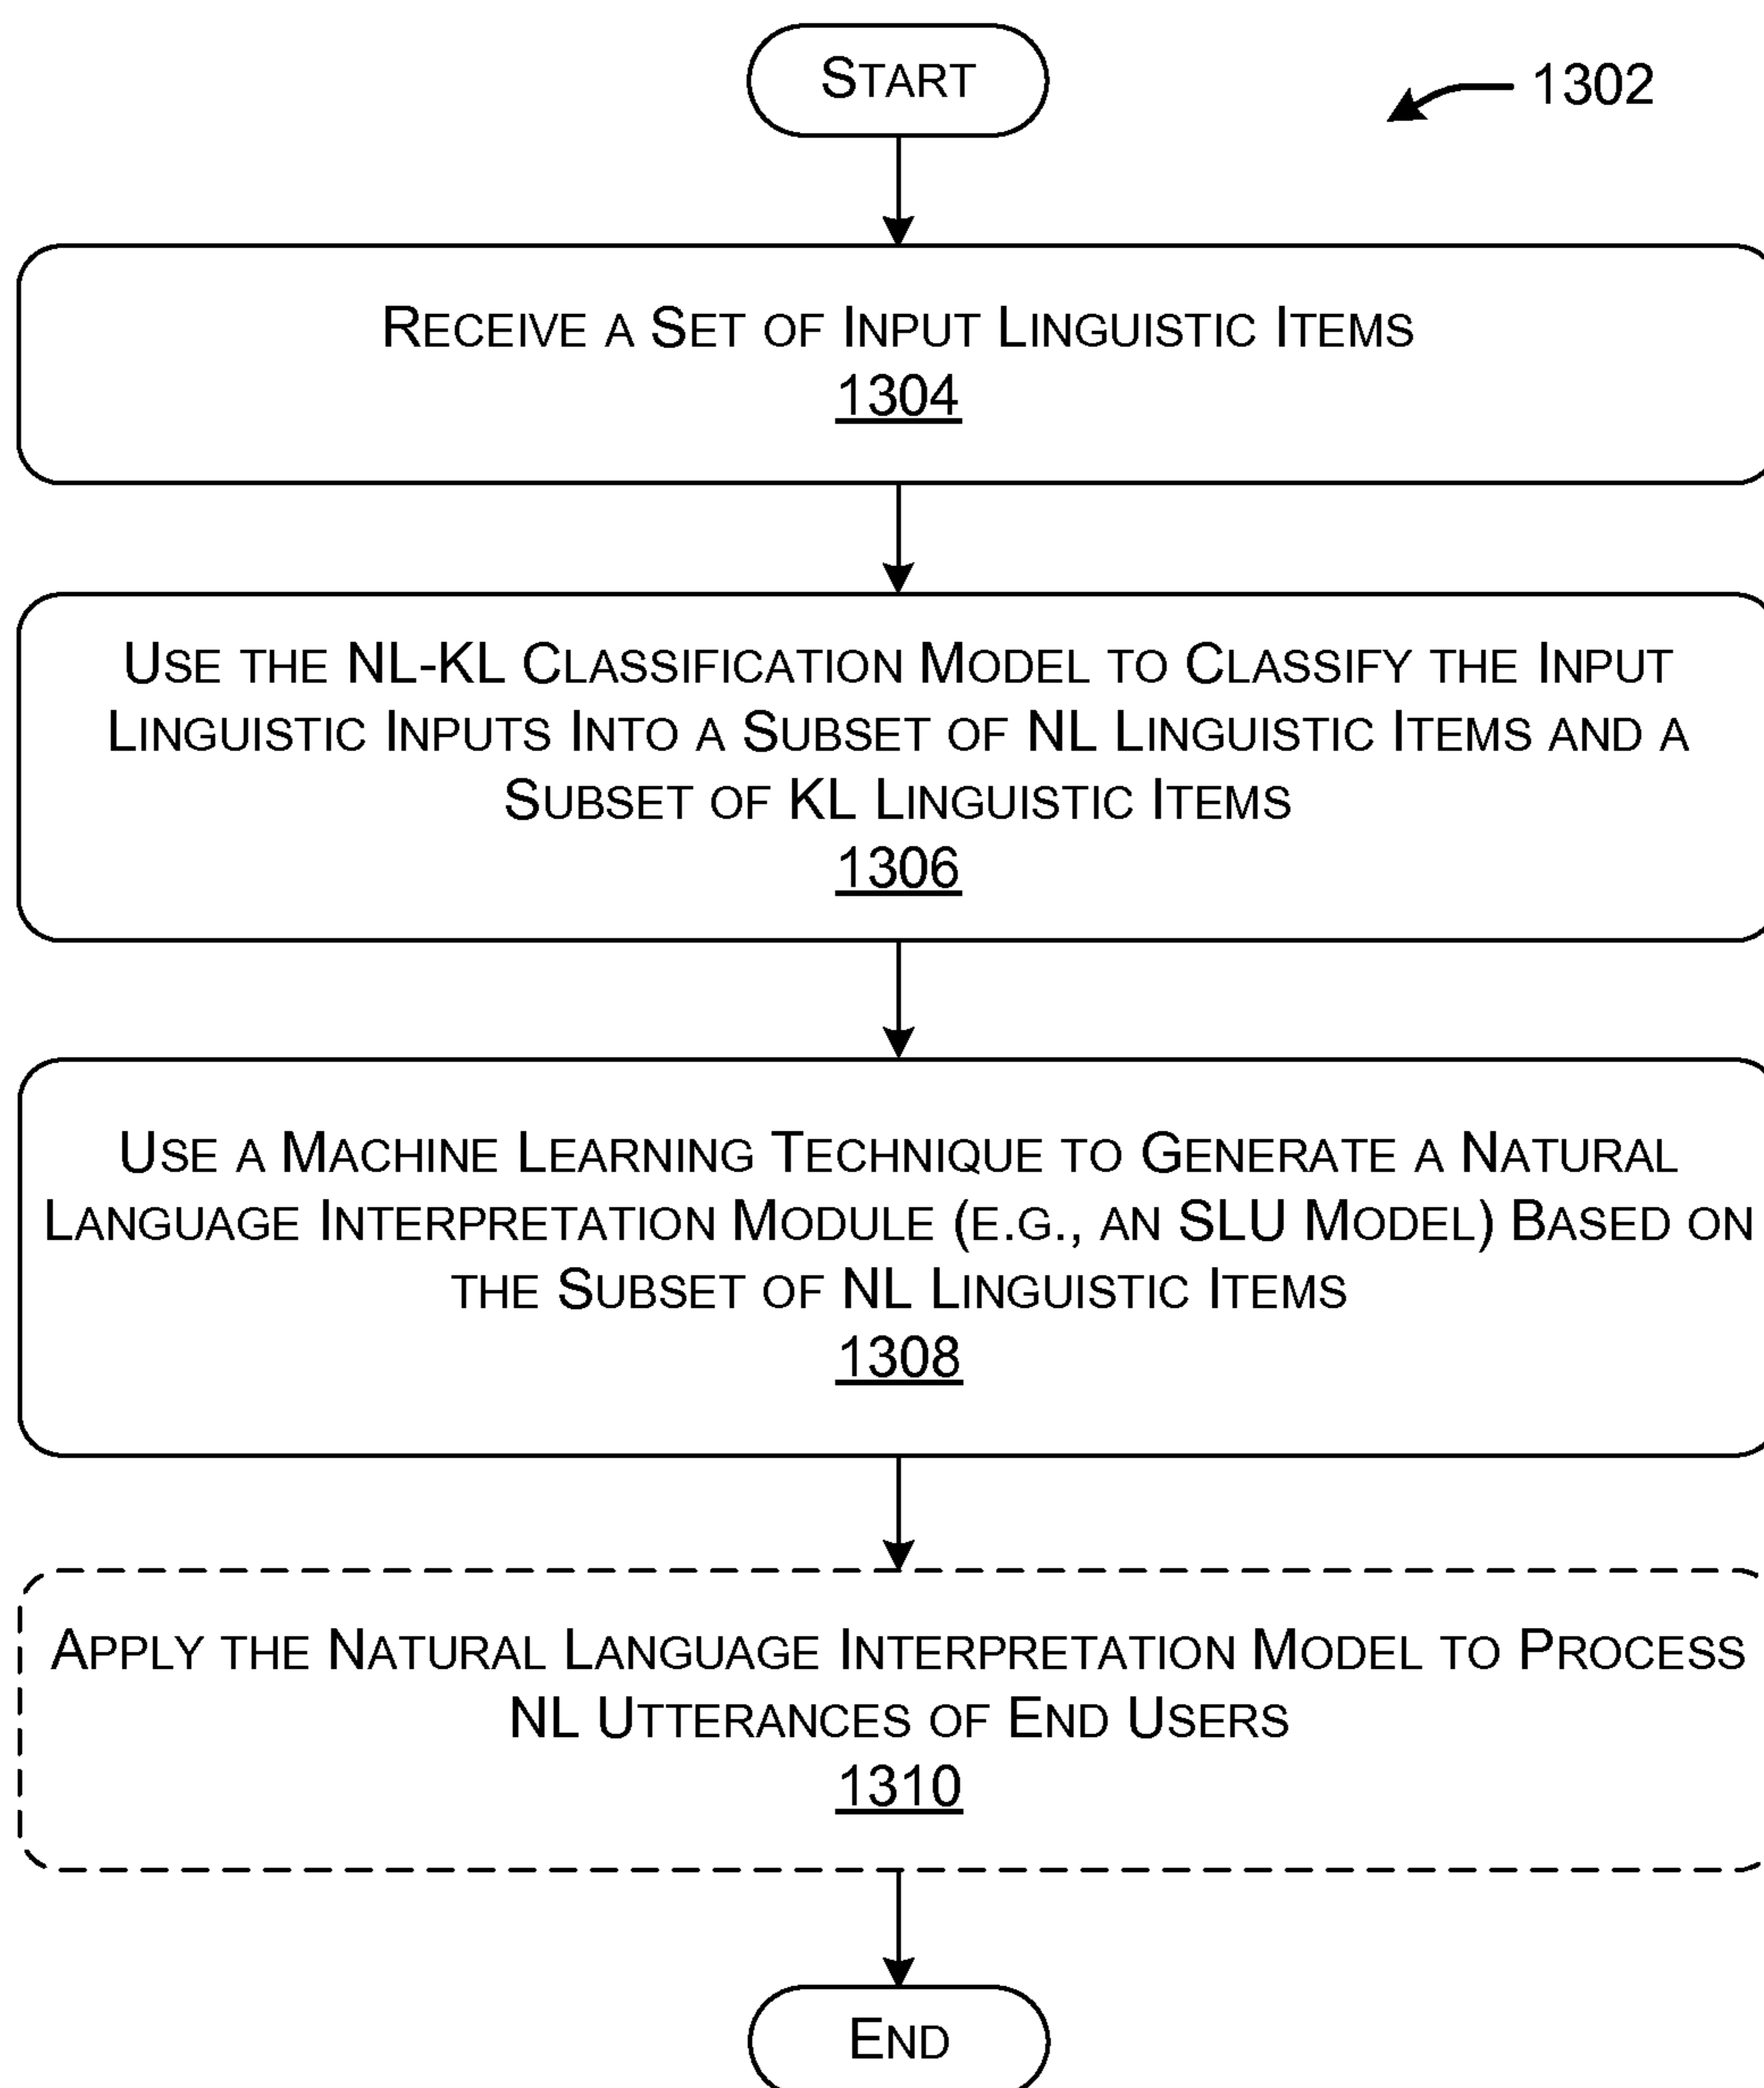 START
1302
RECEIVE A SET OF INPUT LINGUISTIC ITEMS
1304
USE THE NL-KL CLASSIFICATION MODEL TO CLASSIFY THE INPUT
LINGUISTIC INPUTS INTO A SUBSET OF NL LINGUISTIC ITEMS AND A
SUBSET OF KL LINGUISTIC ITEMS
1306
USE A MACHINE LEARNING TECHNIQUE TO GENERATE A NATURAL
LANGUAGE INTERPRETATION MODULE (E.G., AN SLU MODEL) BASED ON
THE SUBSET OF NL LINGUISTIC ITEMS
1308
APPLY THE NATURAL LANGUAGE INTERPRETATION MODEL TO PROCESS
NL UTTERANCES OF END USERS
1310
END